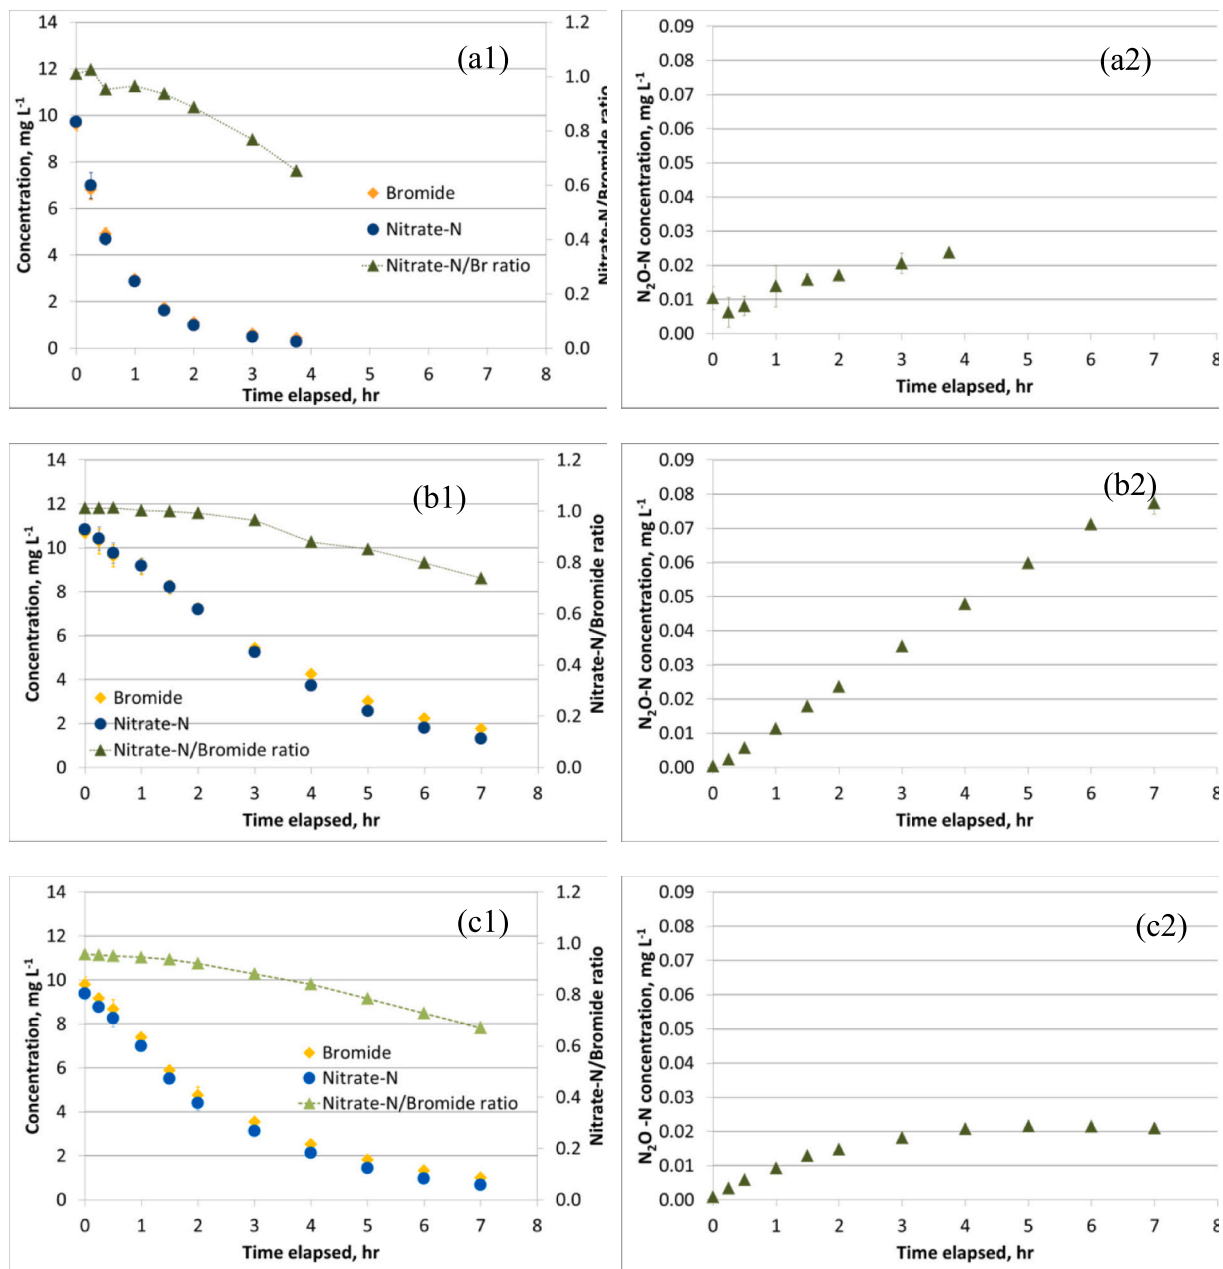 (a1)
14
12
10
8
6
4
2
0
Concentration, mg L-1
1.2
1.0
0.8
0.6
0.4
0.2
0.0
Nitrate-N/Bromide ratio
Bromide
Nitrate-N
Nitrate-N/Br ratio
0 1 2 3 4 5 6 7 8
Time elapsed, hr
(a2)
0.09
0.08
0.07
0.06
0.05
0.04
0.03
0.02
0.01
0.00
N2O-N concentration, mg L-1
0 1 2 3 4 5 6 7 8
Time elapsed, hr
(b1)
14
12
10
8
6
4
2
0
Concentration, mg L-1
1.2
1.0
0.8
0.6
0.4
0.2
0.0
Nitrate-N/Bromide ratio
Bromide
Nitrate-N
Nitrate-N/Bromide ratio
0 1 2 3 4 5 6 7 8
Time elapsed, hr
(b2)
0.09
0.08
0.07
0.06
0.05
0.04
0.03
0.02
0.01
0.00
N2O-N concentration, mg L-1
0 1 2 3 4 5 6 7 8
Time elapsed, hr
(c1)
14
12
10
8
6
4
2
0
Concentration, mg L-1
1.2
1.0
0.8
0.6
0.4
0.2
0.0
Nitrate-N/Bromide ratio
Bromide
Nitrate-N
Nitrate-N/Bromide ratio
0 1 2 3 4 5 6 7 8
Time elapsed, hr
(c2)
0.09
0.08
0.07
0.06
0.05
0.04
0.03
0.02
0.01
0.00
N2O -N concentration, mg L-1
0 1 2 3 4 5 6 7 8
Time elapsed, hr